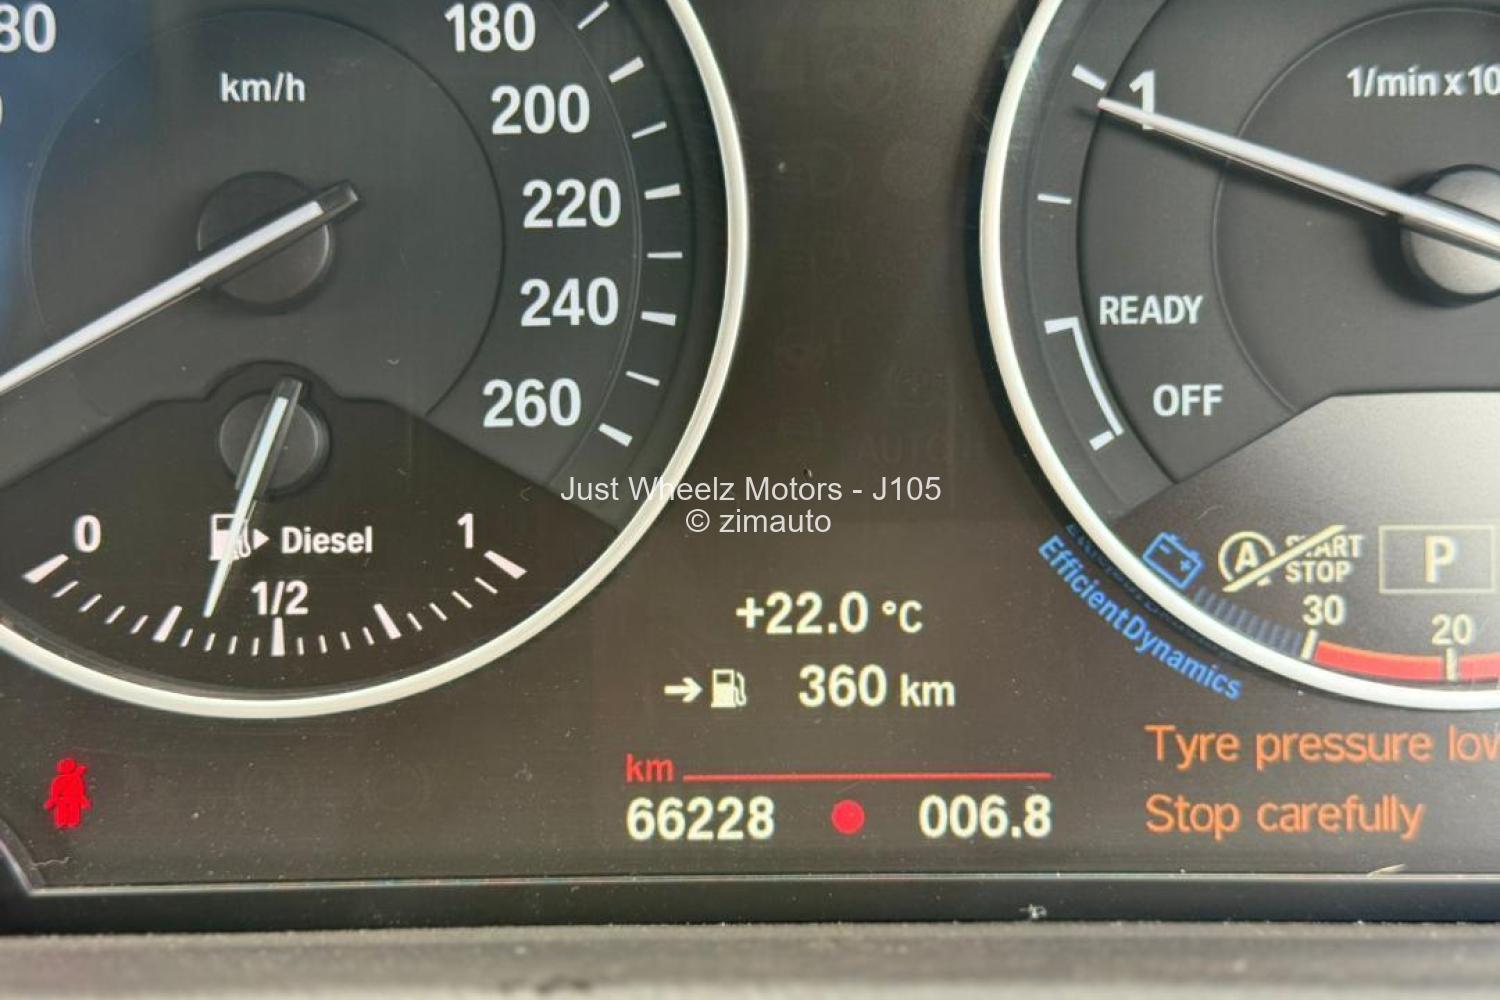 80
180
km/h
200
220
240
260
1
1/min x 10
READY
OFF
0
Diesel
1
1/2
Just Wheelz Motors - J105
© zimauto
EfficientDynamics
A
START
STOP
P
30
20
+22.0 °C
360 km
km
66228
006.8
Tyre pressure low
Stop carefully